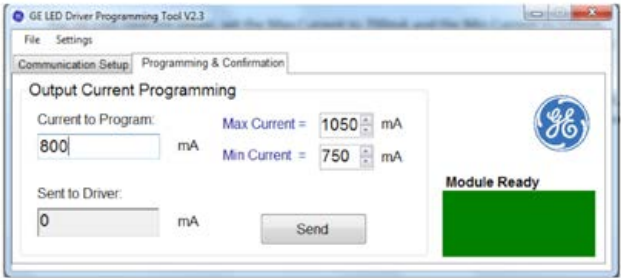 GE LED Driver Programming Tool V2.3
File Settings
Communication Setup Programming & Confirmation
Output Current Programming
Current to Program:
800 mA
Max Current = 1050 mA
Min Current = 750 mA
Sent to Driver:
0 mA
Send
Module Ready